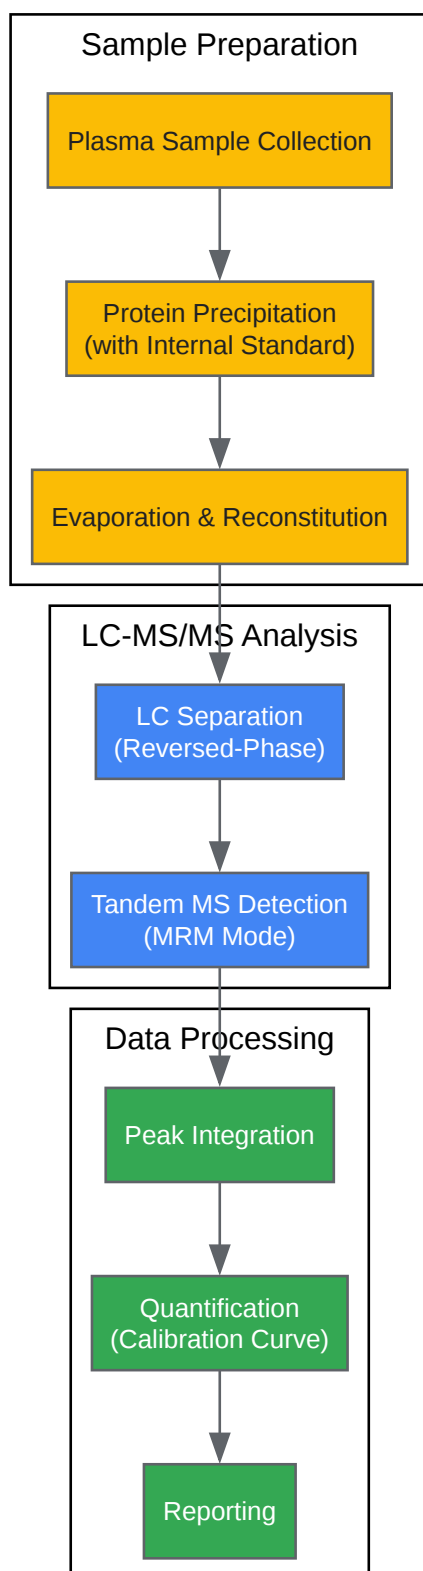 Sample Preparation
Plasma Sample Collection
Protein Precipitation
(with Internal Standard)
Evaporation & Reconstitution
LC-MS/MS Analysis
LC Separation
(Reversed-Phase)
Tandem MS Detection
(MRM Mode)
Data Processing
Peak Integration
Quantification
(Calibration Curve)
Reporting